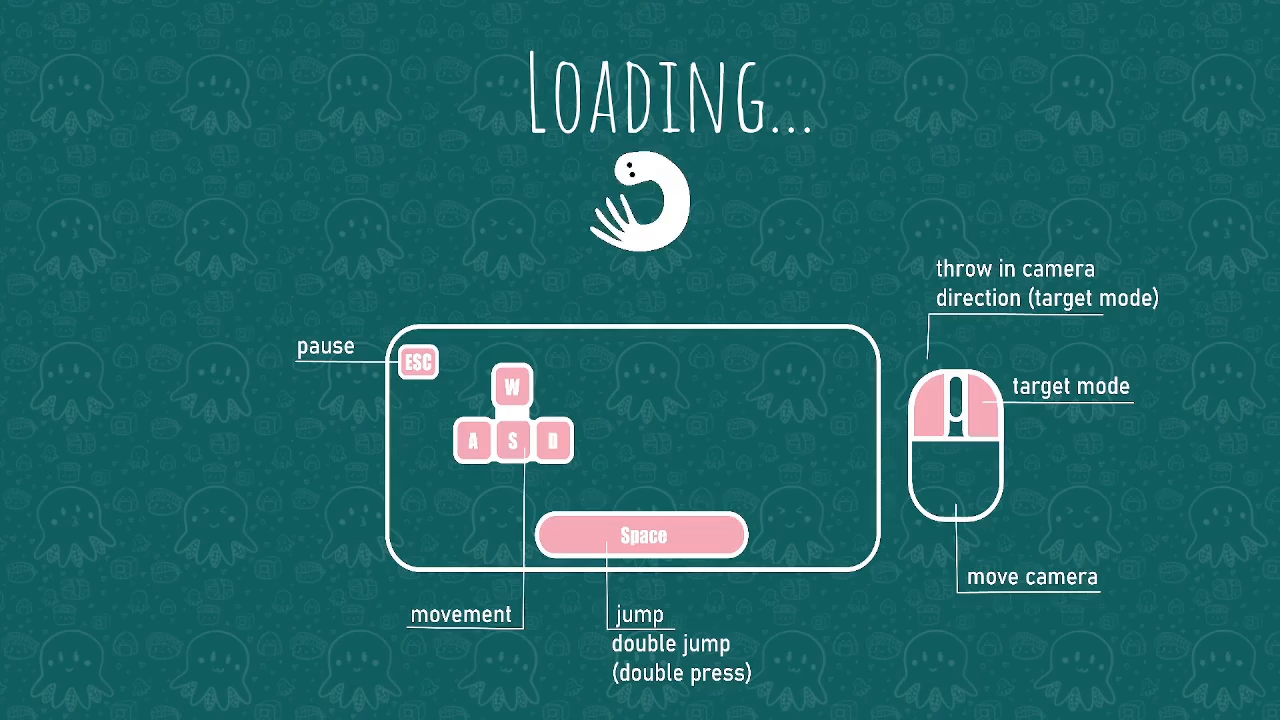 LOADING...
throw in camera
direction (target mode)
pause
ESC
target mode
W
A S D
Space
move camera
movement
jump
double jump
(double press)